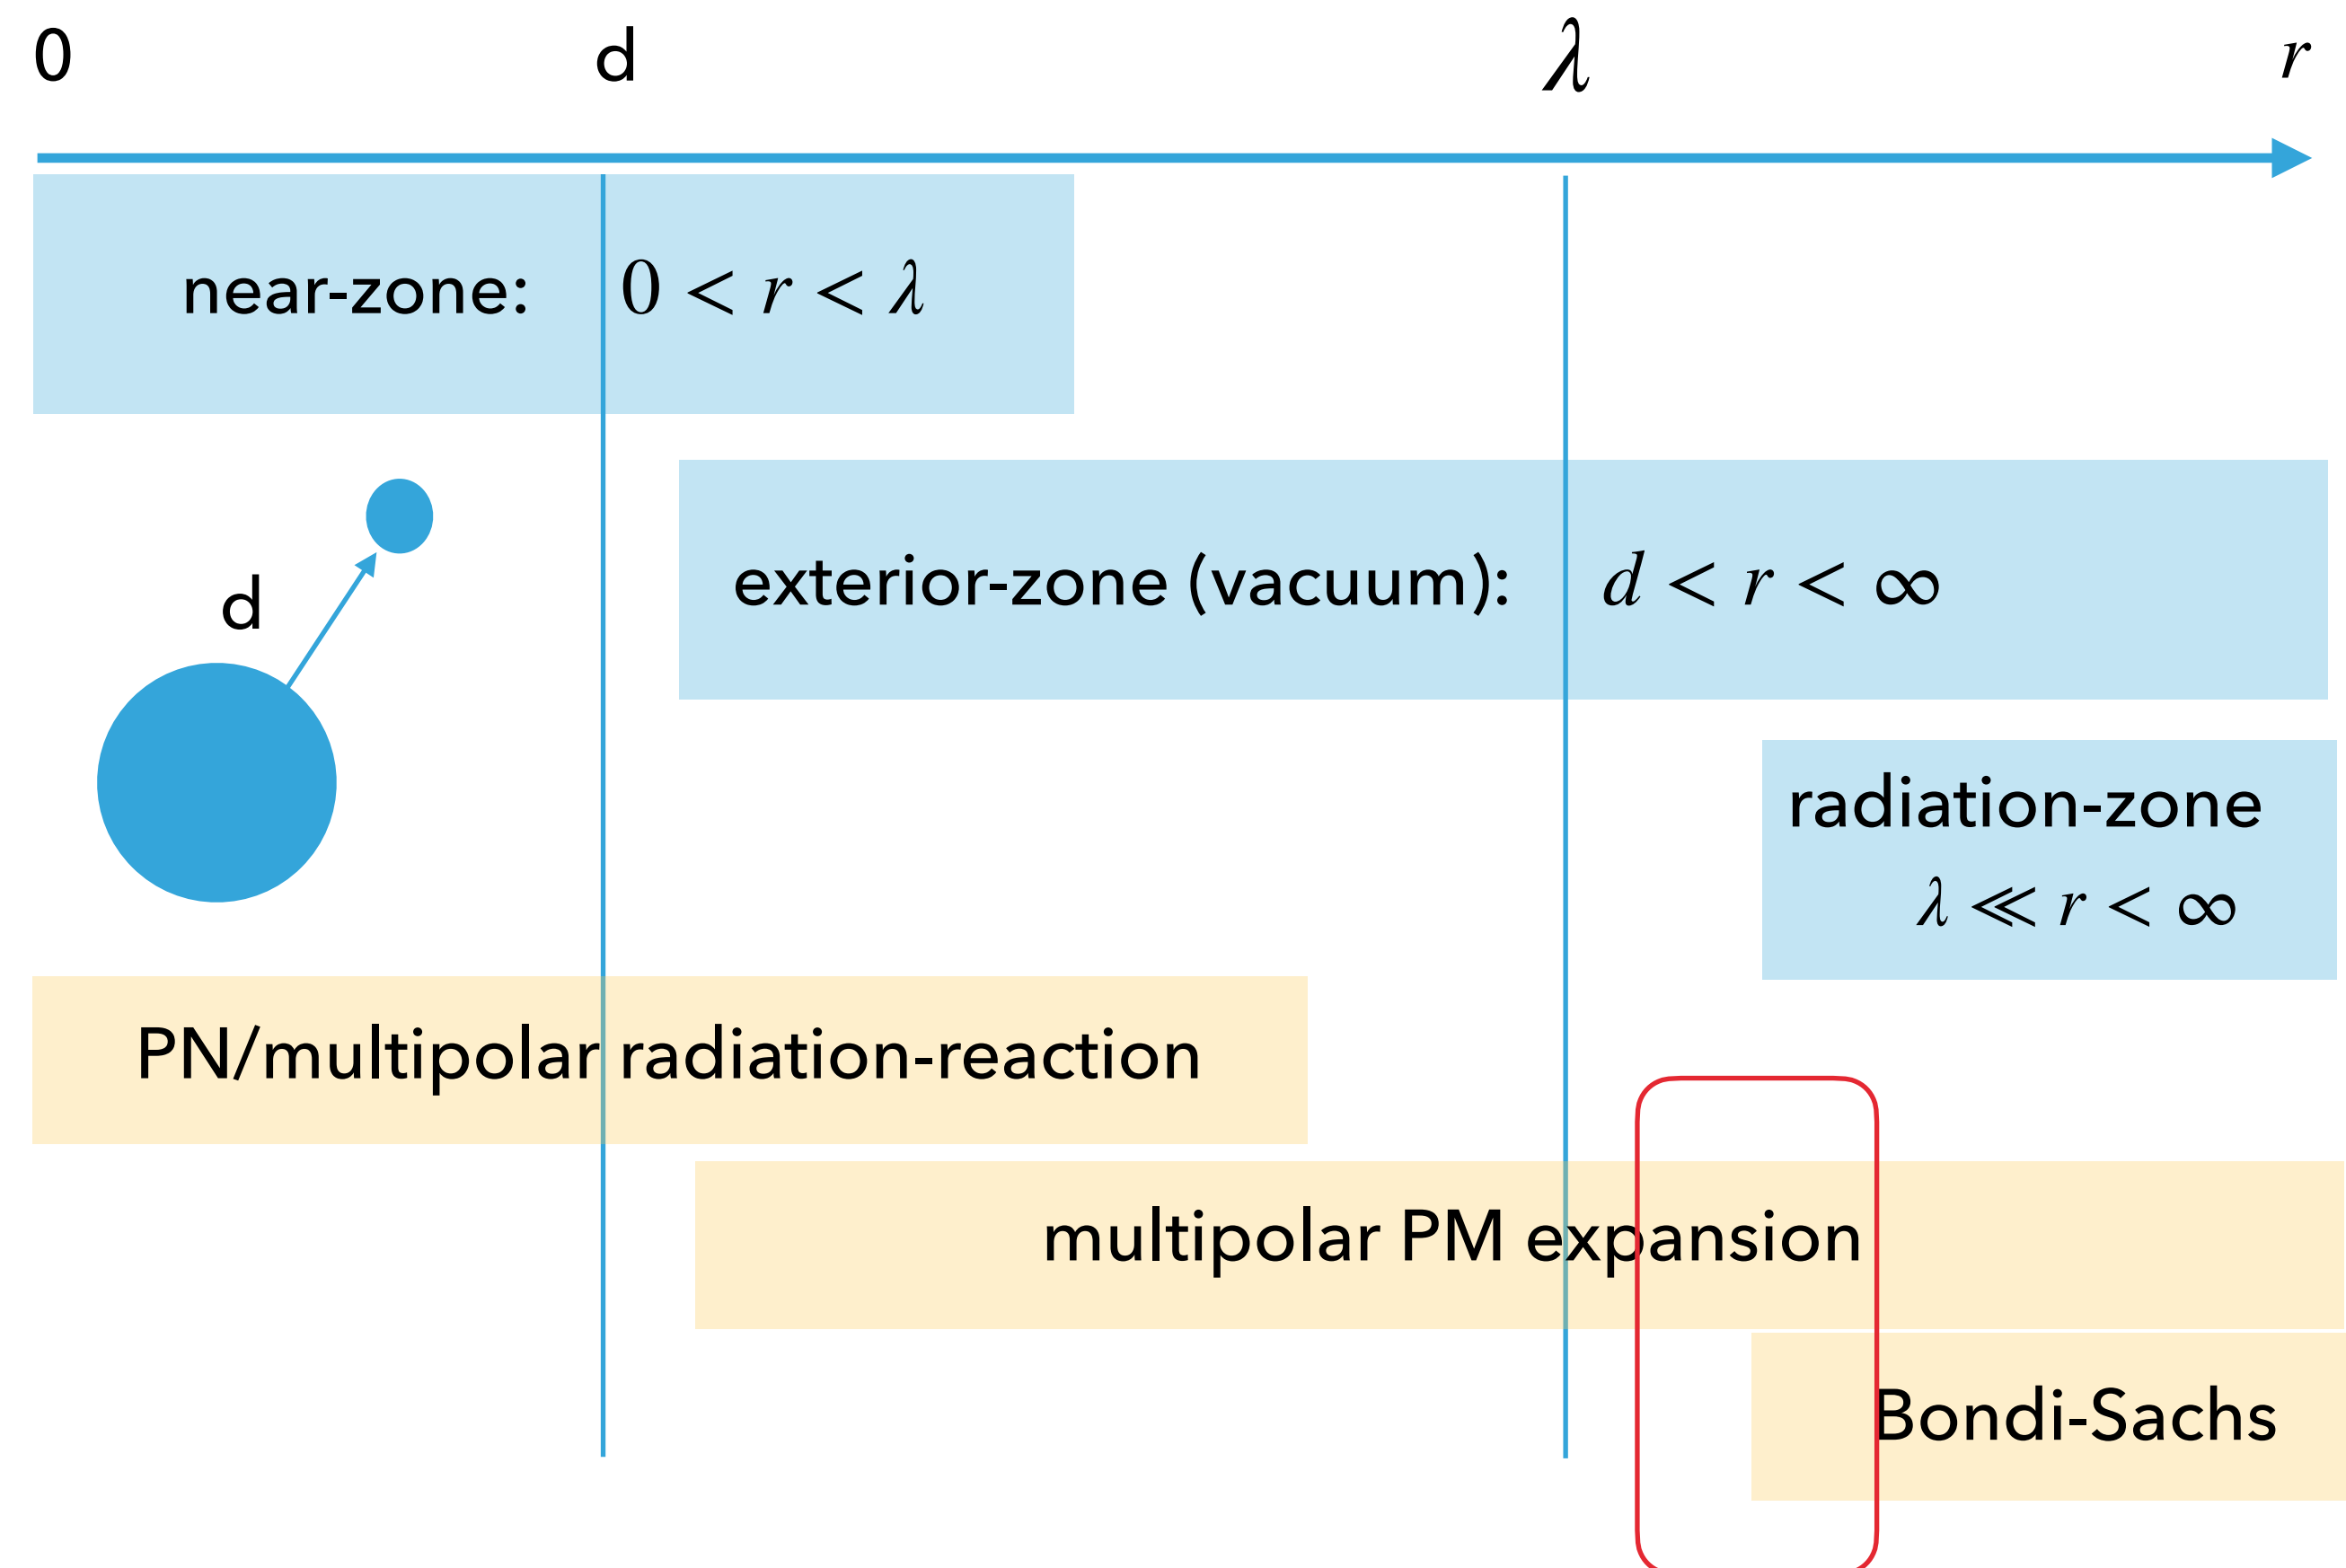 0 d λ r
near-zone: 0 < r < λ
exterior-zone (vacuum): d < r < ∞
d
radiation-zone
λ ≪ r < ∞
PN/multipolar radiation-reaction
multipolar PM expansion
Bondi-Sachs